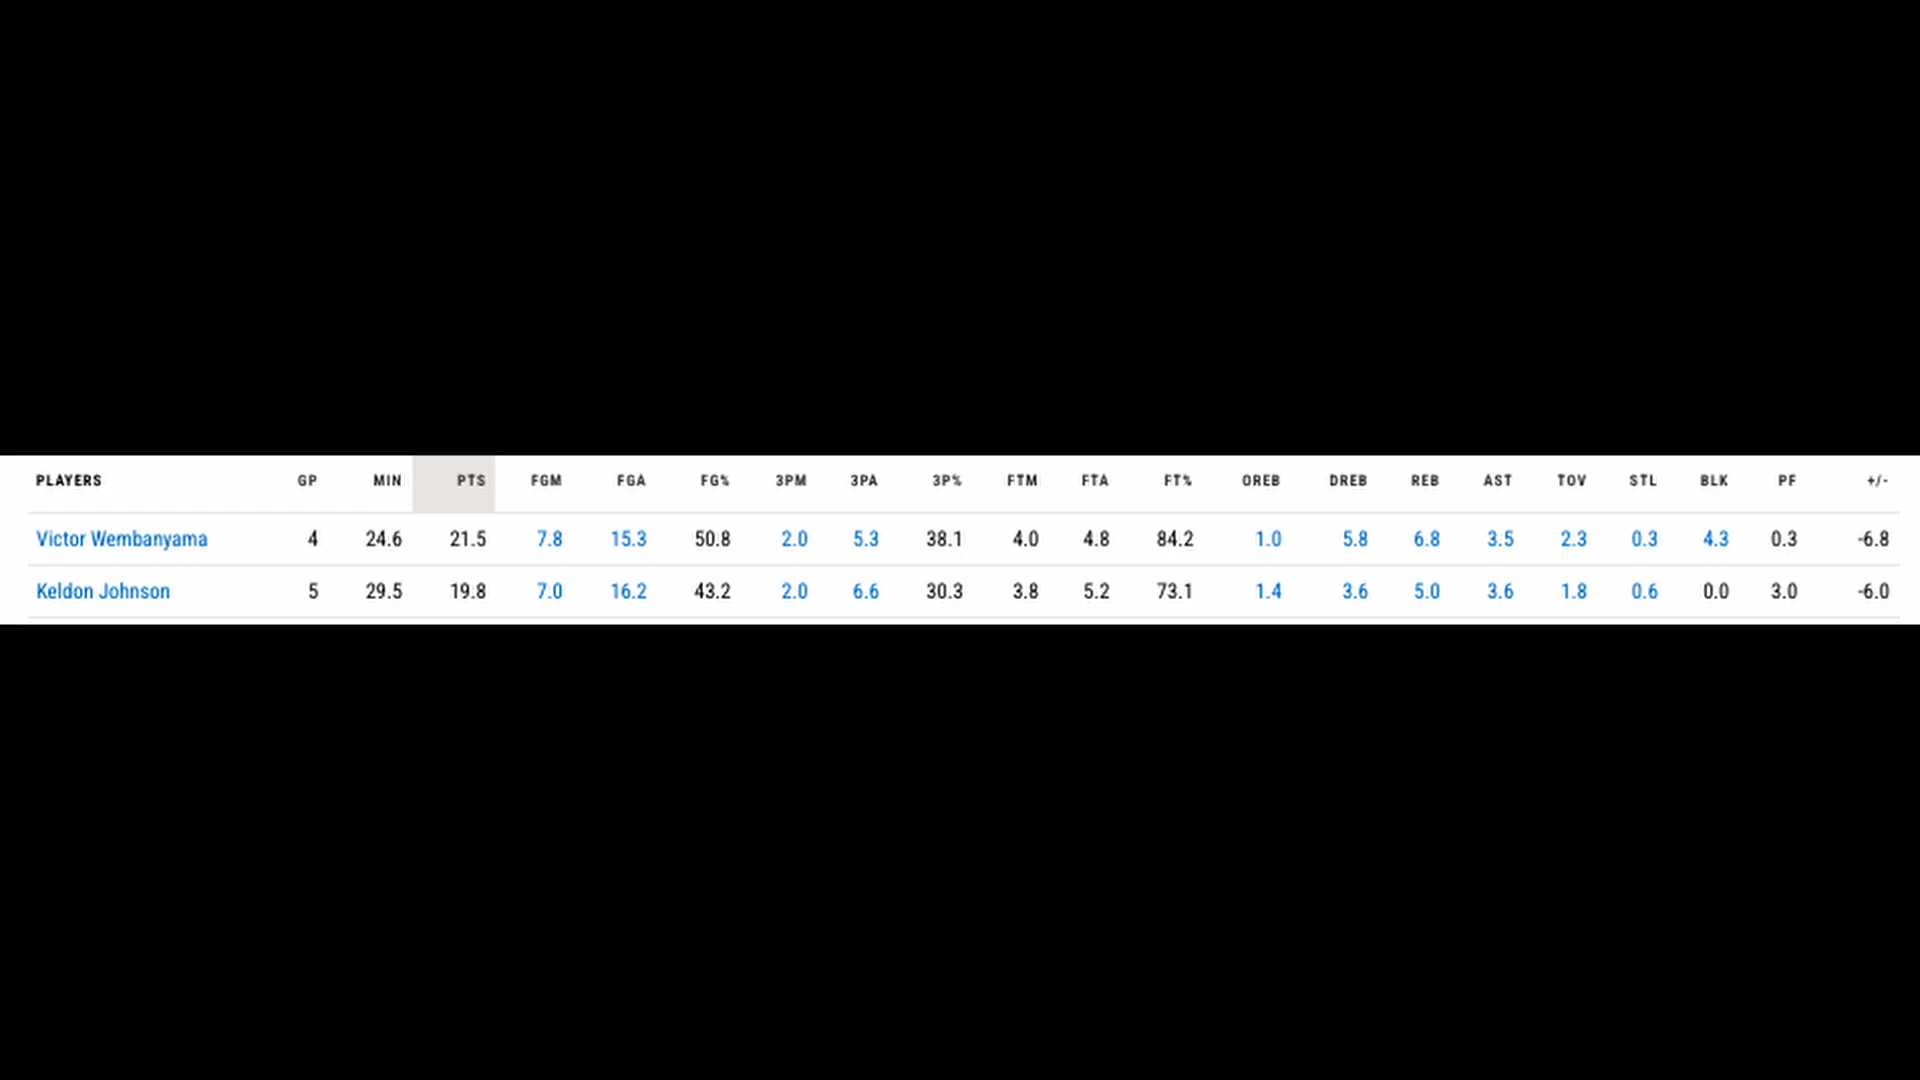 PLAYERS GP MIN PTS FGM FGA FG% 3PM 3PA 3P% FTM FTA FT% OREB DREB REB AST TOV STL BLK PF +/-
Victor Wembanyama 4 24.6 21.5 7.8 15.3 50.8 2.0 5.3 38.1 4.0 4.8 84.2 1.0 5.8 6.8 3.5 2.3 0.3 4.3 0.3 -6.8
Keldon Johnson 5 29.5 19.8 7.0 16.2 43.2 2.0 6.6 30.3 3.8 5.2 73.1 1.4 3.6 5.0 3.6 1.8 0.6 0.0 3.0 -6.0